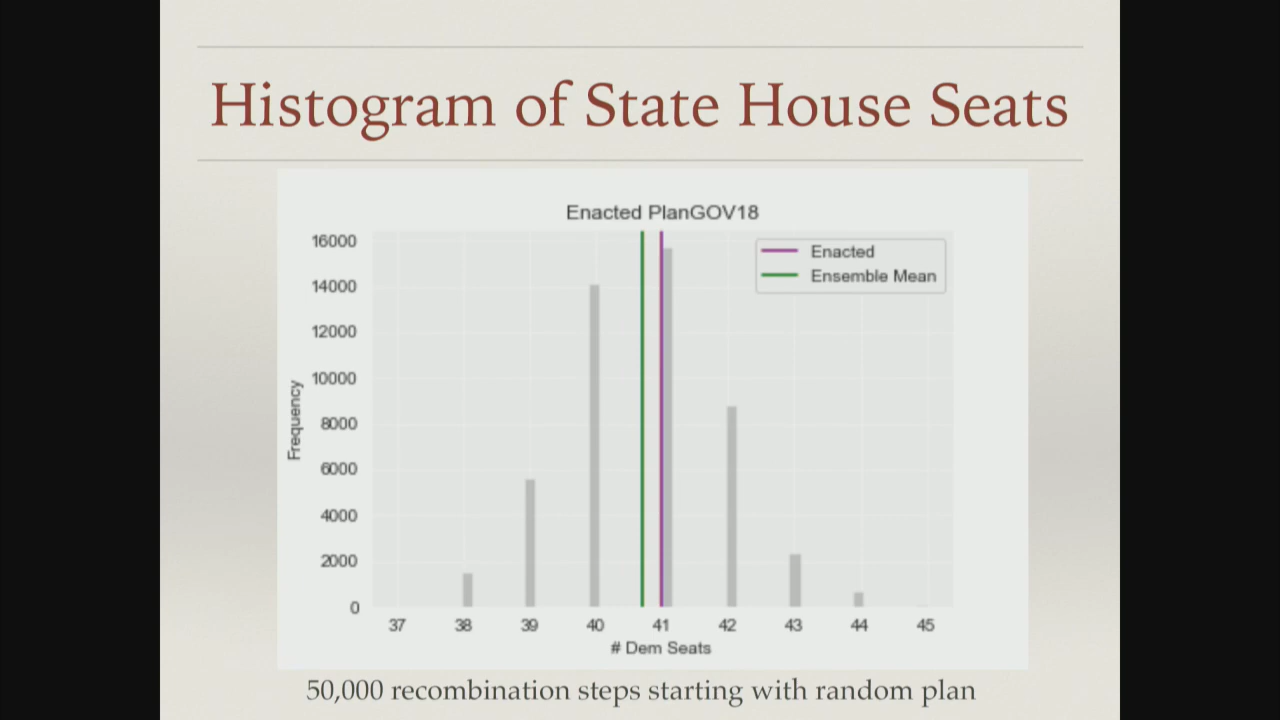 Histogram of State House Seats
Enacted PlanGOV18
Enacted
Ensemble Mean
Frequency
16000
14000
12000
10000
8000
6000
4000
2000
0
37 38 39 40 41 42 43 44 45
# Dem Seats
50,000 recombination steps starting with random plan